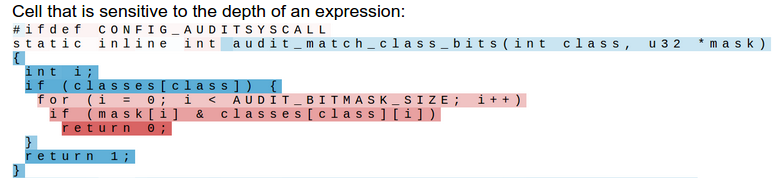 Cell that is sensitive to the depth of an expression:
#ifdef CONFIG_AUDITSYSCALL
static inline int audit_match_class_bits(int class, u32 *mask)
{
 int i;
 if (classes[class]) {
  for (i = 0; i < AUDIT_BITMASK_SIZE; i++)
   if (mask[i] & classes[class][i])
    return 0;
 }
 return 1;
}